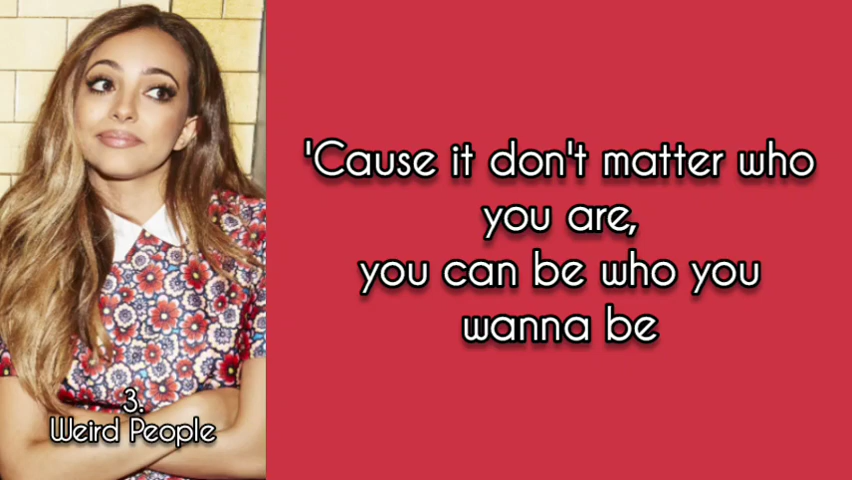 'Cause it don't matter who
you are,
you can be who you
wanna be
3.
Weird People